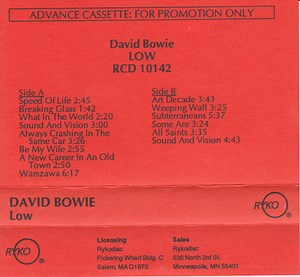 ADVANCE CASSETTE: FOR PROMOTION ONLY
David Bowie
LOW
RCD 10142
Side A
Speed Of Life 2:45
Breaking Glass 1:42
What In The World 2:20
Sound And Vision 3:00
Always Crashing In The
Same Car 3:26
Be My Wife 2:55
A New Career In An Old
Town 2:50
Warszawa 6:17
Side B
Art Decade 3:43
Weeping Wall 3:25
Subterraneans 5:37
Some Are 3:24
All Saints 3:35
Sound And Vision 4:43
DAVID BOWIE
Low
RYKO
Licensing
Rykodisc
Pickering Wharf Bldg. C
Salem, MA 01970
Sales
Rykodisc
530 North 3rd St.
Minneapolis, MN 55401
RYKO